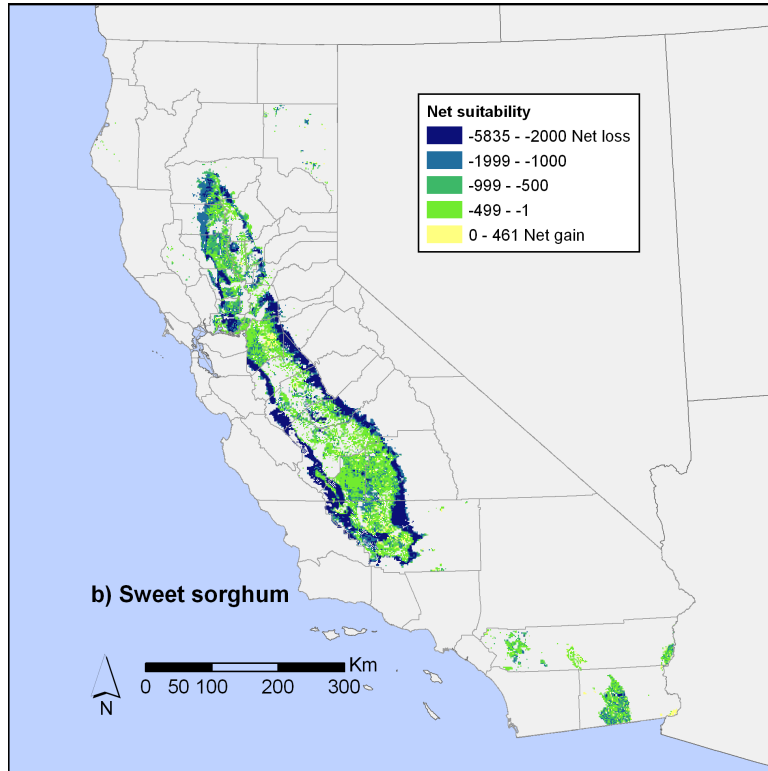 Net suitability
-5835 - -2000 Net loss
-1999 - -1000
-999 - -500
-499 - -1
0 - 461 Net gain
b) Sweet sorghum
Km
0 50 100 200 300
N